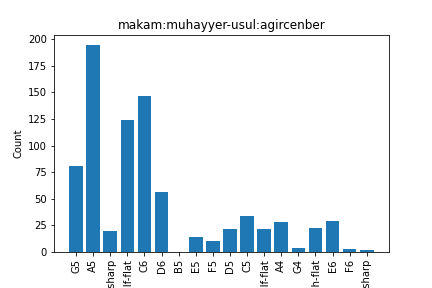 makam:muhayyer-usul:agircenber
200
175
150
125
100
75
50
25
0
Count
G5
A5
sharp
lf-flat
C6
D6
B5
E5
F5
D5
C5
lf-flat
A4
G4
h-flat
E6
F6
sharp